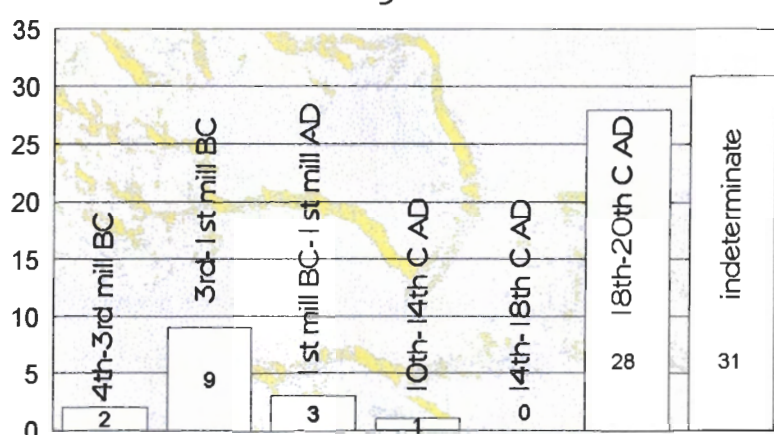 35
30
25
20
15
10
5
0
4th-3rd mill BC
2
3rd-1st mill BC
9
1st mill BC-1st mill AD
3
10th-14th C AD
1
14th-18th C AD
0
18th-20th C AD
28
indeterminate
31